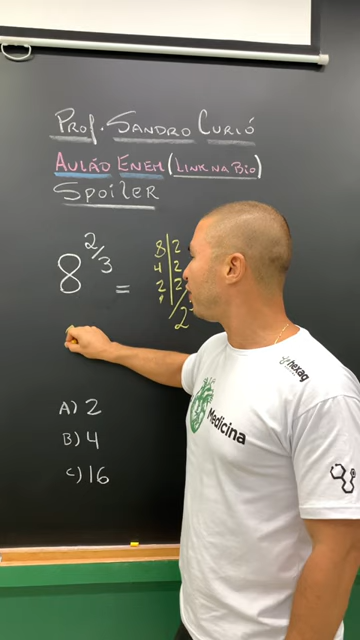 Prof. Sandro Curió
Aulão Enem (Link na Bio)
Spoiler
8^2/3 =
8 | 2
4 | 2
2 | 2
1
2
A) 2
B) 4
C) 16
hexag
Medicina